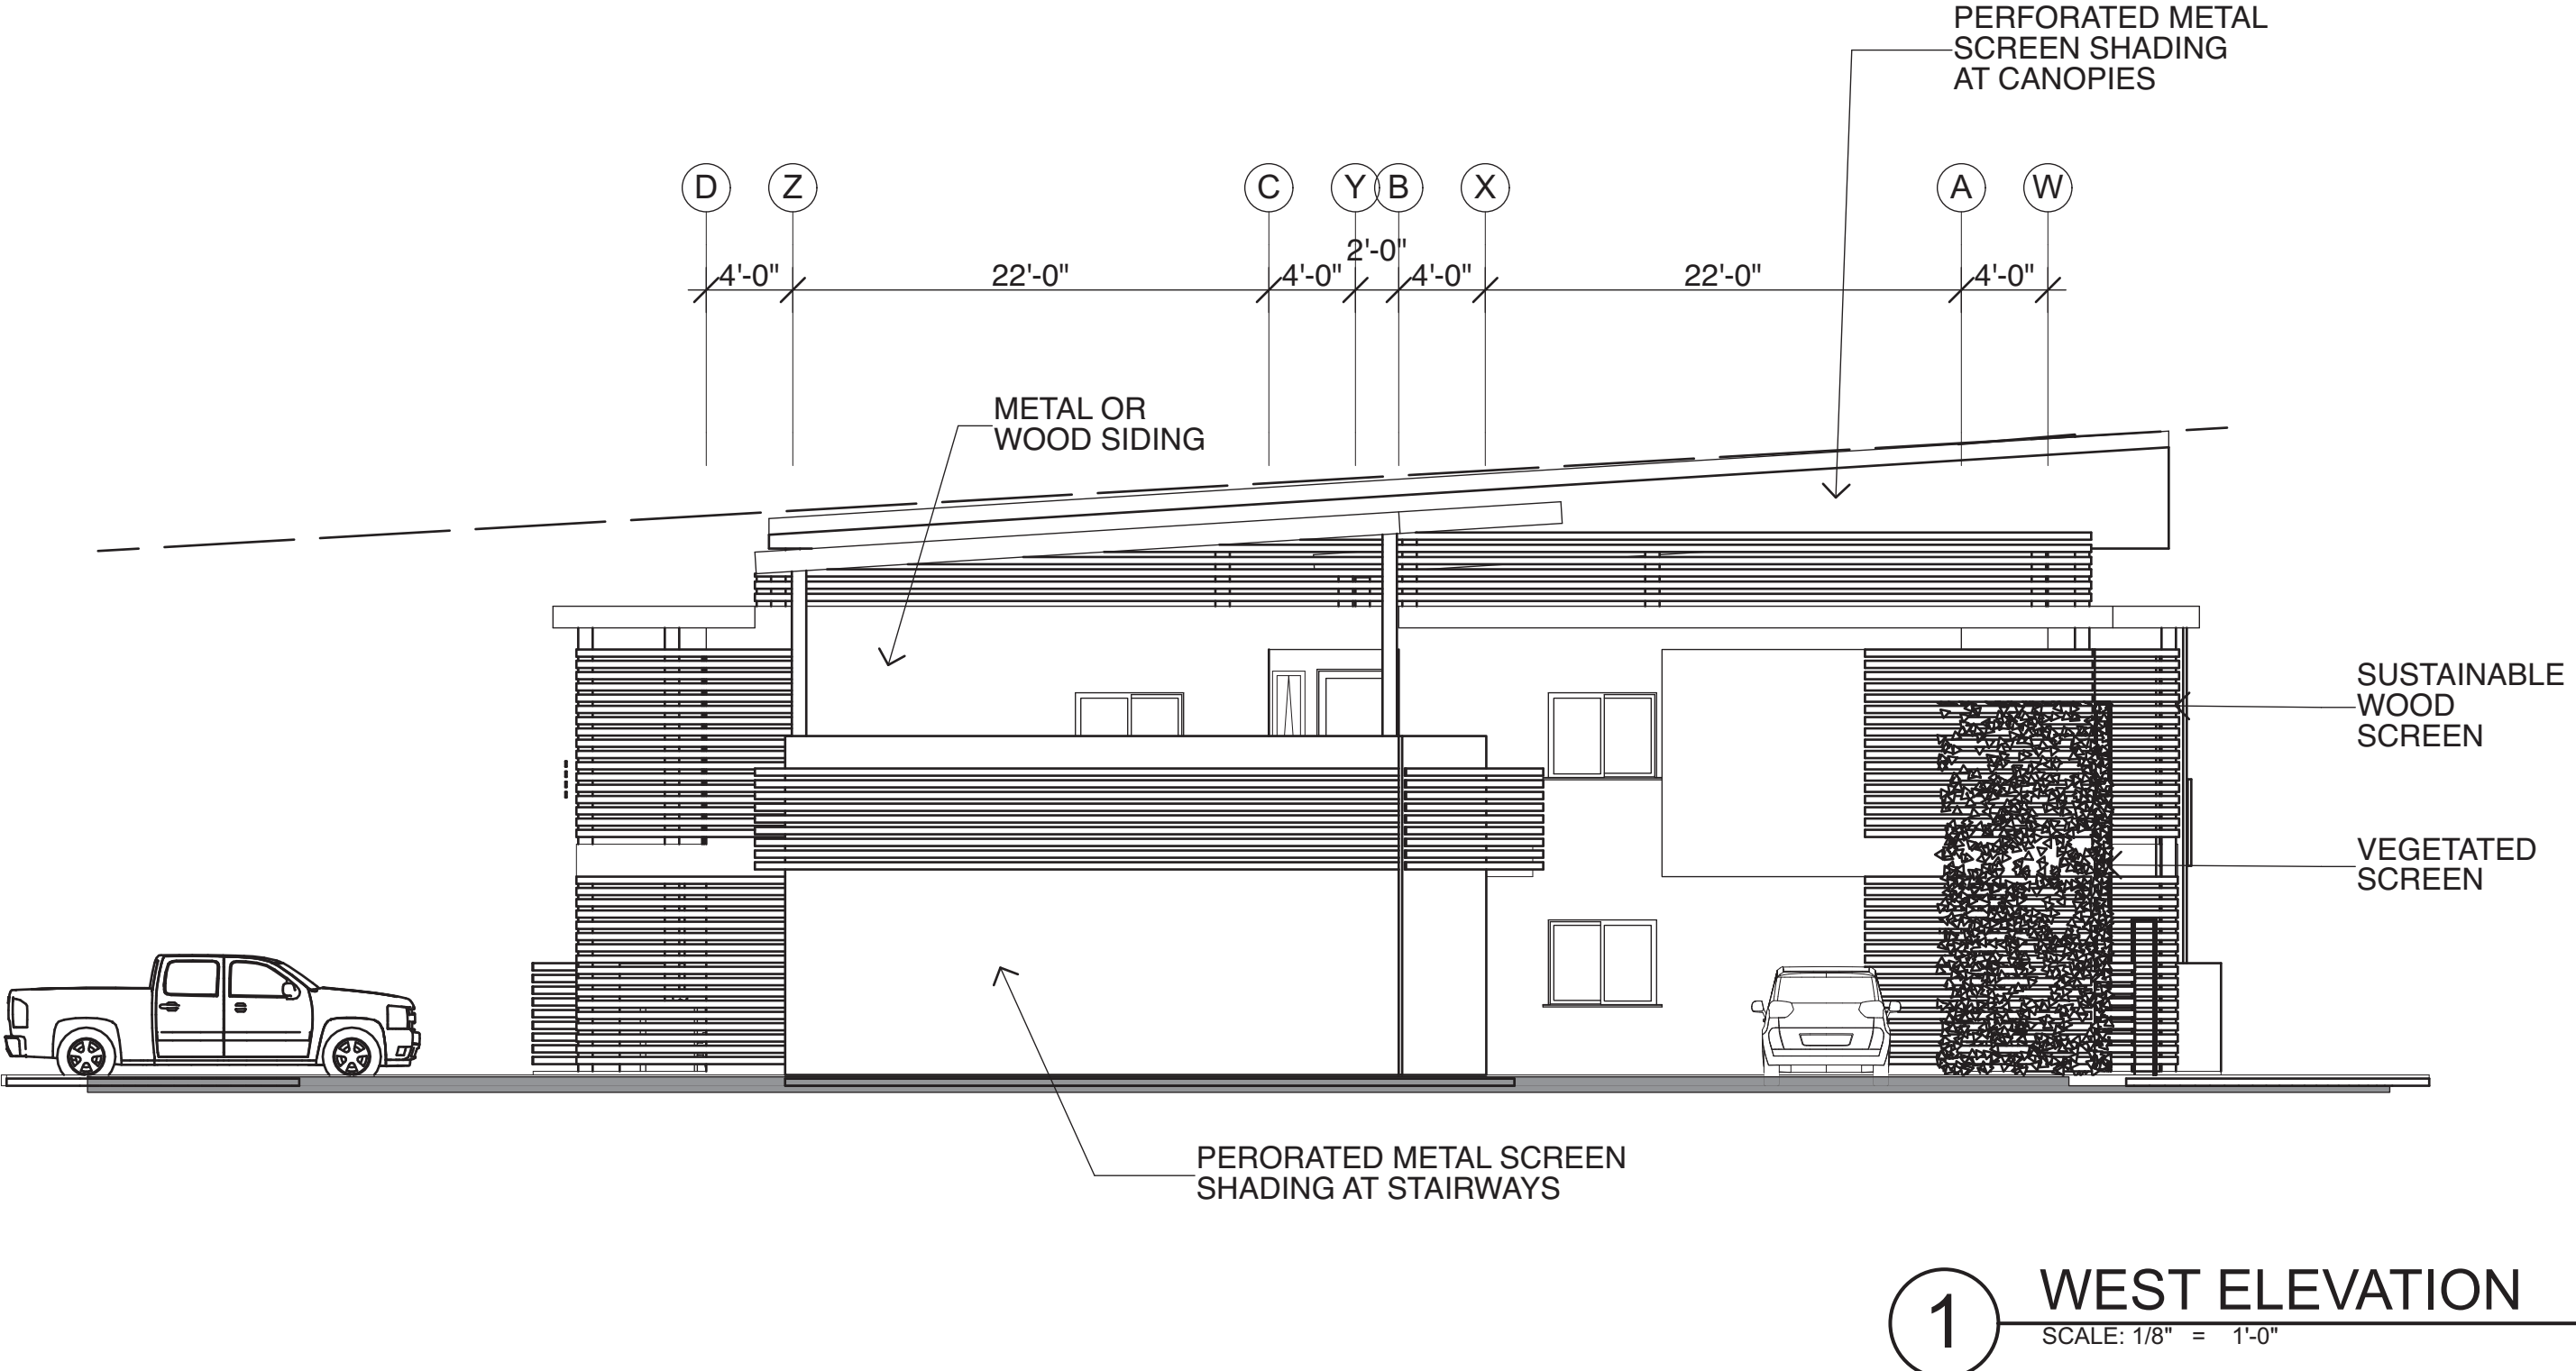 PERFORATED METAL
SCREEN SHADING
AT CANOPIES
D Z C Y B X A W
2'-0"
4'-0" 22'-0" 4'-0" 4'-0" 22'-0" 4'-0"
METAL OR
WOOD SIDING
SUSTAINABLE
WOOD
SCREEN
VEGETATED
SCREEN
PERORATED METAL SCREEN
SHADING AT STAIRWAYS
1 WEST ELEVATION
SCALE: 1/8" = 1'-0"